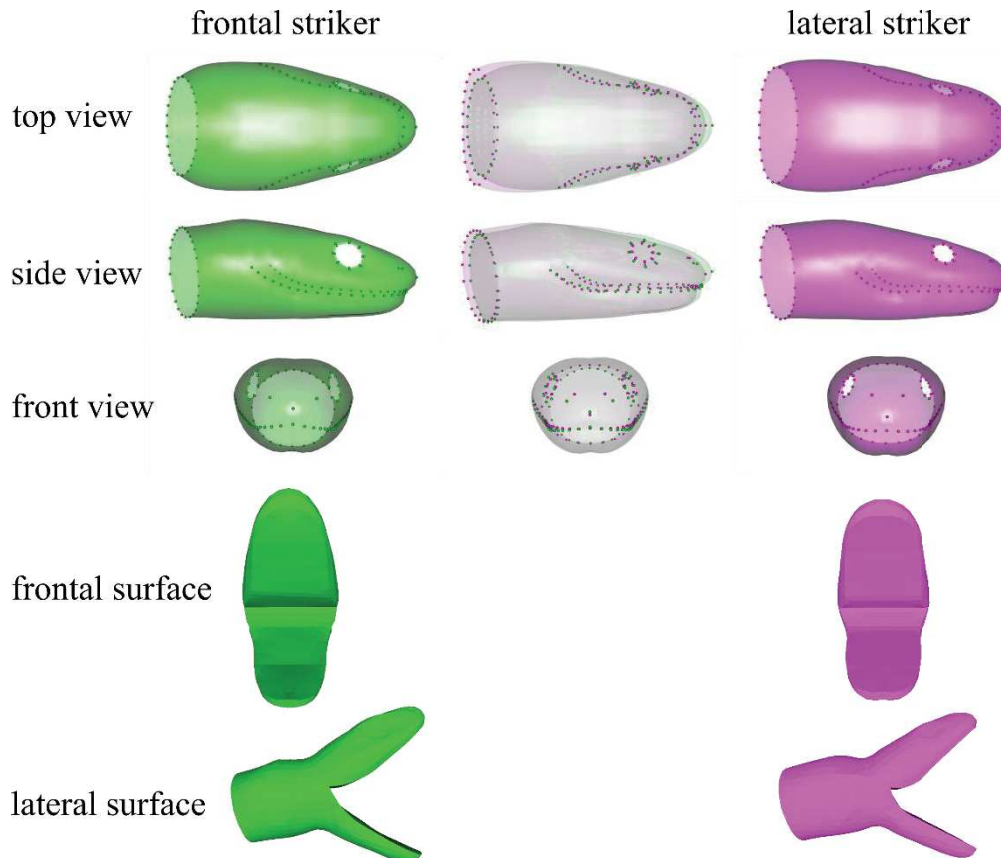 frontal striker
lateral striker
top view
side view
front view
frontal surface
lateral surface